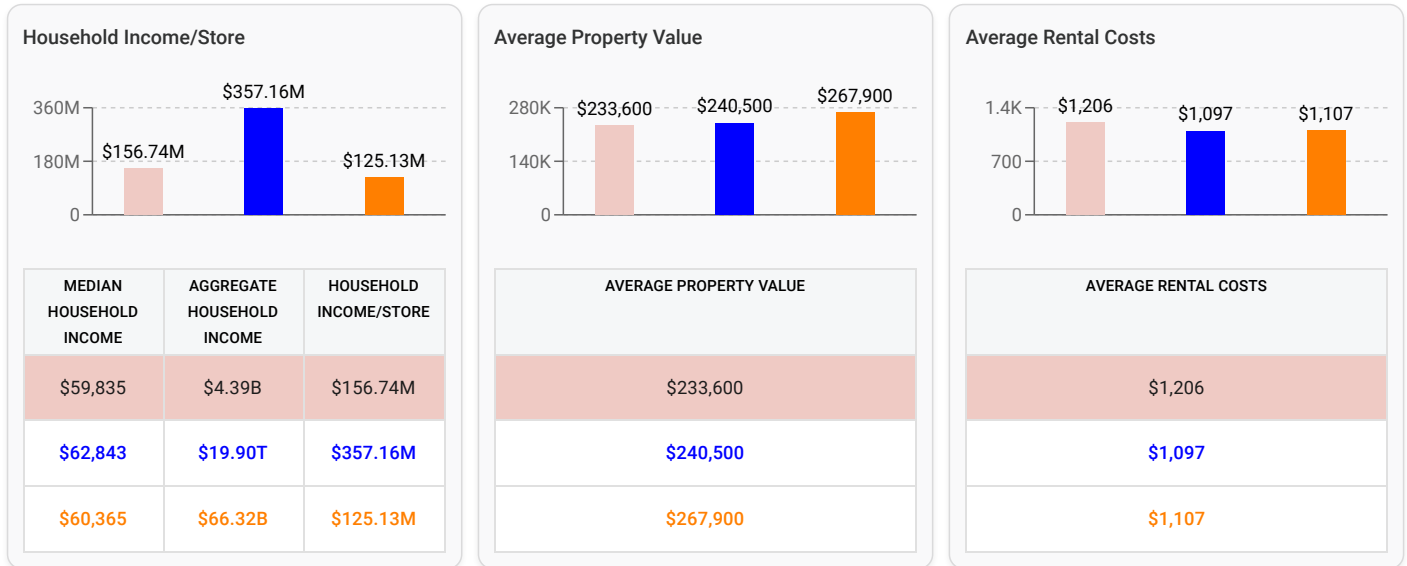 Household Income/Store
$357.16M
360M
$156.74M
180M
$125.13M
0
MEDIAN HOUSEHOLD INCOME
AGGREGATE HOUSEHOLD INCOME
HOUSEHOLD INCOME/STORE
$59,835 $4.39B $156.74M
$62,843 $19.90T $357.16M
$60,365 $66.32B $125.13M
Average Property Value
$267,900
280K
$233,600
$240,500
140K
0
AVERAGE PROPERTY VALUE
$233,600
$240,500
$267,900
Average Rental Costs
1.4K
$1,206
$1,097
$1,107
700
0
AVERAGE RENTAL COSTS
$1,206
$1,097
$1,107